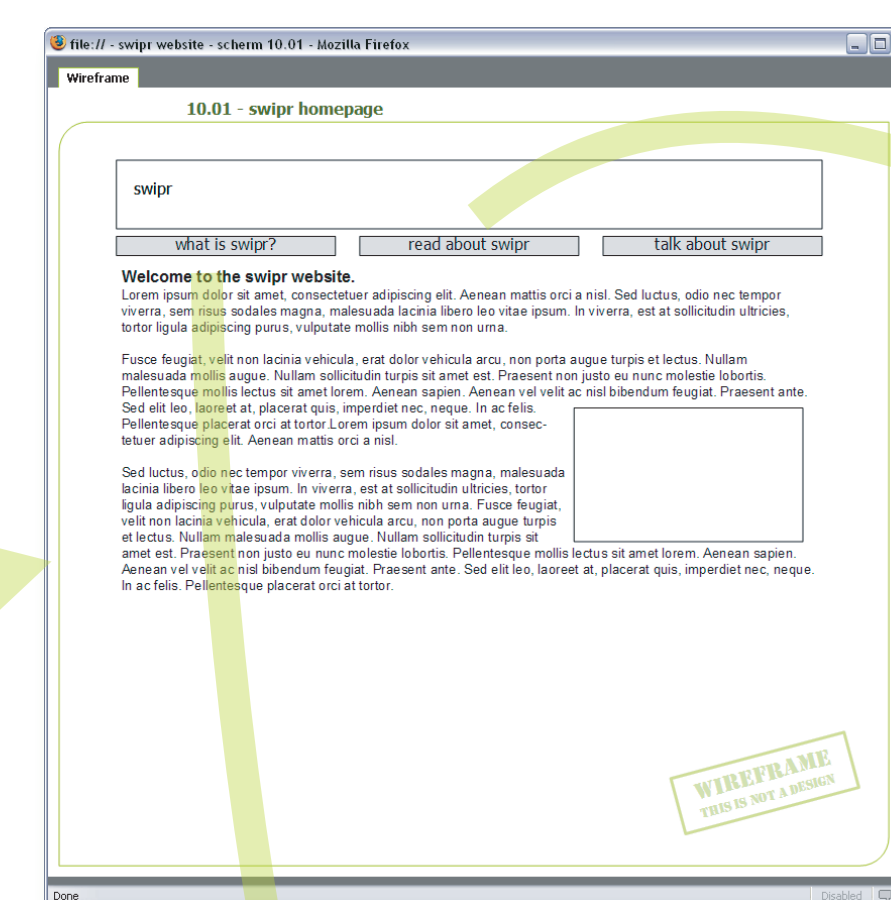 file:// - swipr website - scherm 10.01 - Mozilla Firefox
Wireframe
10.01 - swipr homepage
swipr
what is swipr?
read about swipr
talk about swipr
Welcome to the swipr website.
Lorem ipsum dolor sit amet, consectetuer adipiscing elit. Aenean mattis orci a nisl. Sed luctus, odio nec tempor
viverra, sem risus sodales magna, malesuada lacinia libero leo vitae ipsum. In viverra, est at sollicitudin ultricies,
tortor ligula adipiscing purus, vulputate mollis nibh sem non urna.
Fusce feugiat, velit non lacinia vehicula, erat dolor vehicula arcu, non porta augue turpis et lectus. Nullam
malesuada mollis augue. Nullam sollicitudin turpis sit amet est. Praesent non justo eu nunc molestie lobortis.
Pellentesque mollis lectus sit amet lorem. Aenean sapien. Aenean vel velit ac nisl bibendum feugiat. Praesent ante.
Sed elit leo, laoreet at, placerat quis, imperdiet nec, neque. In ac felis.
Pellentesque placerat orci at tortor.Lorem ipsum dolor sit amet, consec-
tetuer adipiscing elit. Aenean mattis orci a nisl.
Sed luctus, odio nec tempor viverra, sem risus sodales magna, malesuada
lacinia libero leo vitae ipsum. In viverra, est at sollicitudin ultricies, tortor
ligula adipiscing purus, vulputate mollis nibh sem non urna. Fusce feugiat,
velit non lacinia vehicula, erat dolor vehicula arcu, non porta augue turpis
et lectus. Nullam malesuada mollis augue. Nullam sollicitudin turpis sit
amet est. Praesent non justo eu nunc molestie lobortis. Pellentesque mollis lectus sit amet lorem. Aenean sapien.
Aenean vel velit ac nisl bibendum feugiat. Praesent ante. Sed elit leo, laoreet at, placerat quis, imperdiet nec, neque.
In ac felis. Pellentesque placerat orci at tortor.
WIREFRAME
THIS IS NOT A DESIGN
Done
Disabled